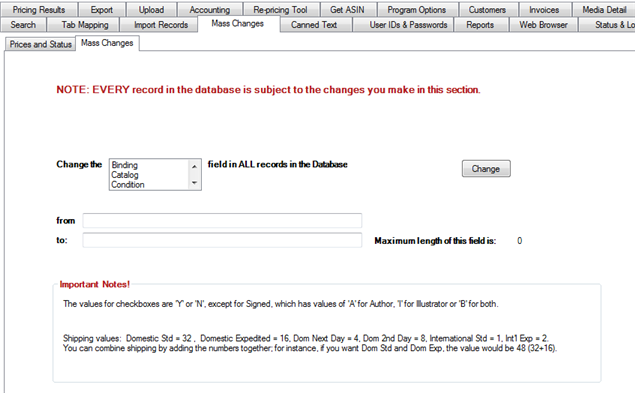 Pricing Results Export Upload Accounting Re-pricing Tool Get ASIN Program Options Customers Invoices Media Detail
Search Tab Mapping Import Records Mass Changes Canned Text User IDs & Passwords Reports Web Browser Status & Lo
Prices and Status Mass Changes
NOTE: EVERY record in the database is subject to the changes you make in this section.
Change the Binding field in ALL records in the Database Change
Catalog
Condition
from
to: Maximum length of this field is: 0
Important Notes!
The values for checkboxes are 'Y' or 'N', except for Signed, which has values of 'A' for Author, 'I' for Illustrator or 'B' for both.
Shipping values: Domestic Std = 32 , Domestic Expedited = 16, Dom Next Day = 4, Dom 2nd Day = 8, International Std = 1, Int'l Exp = 2.
You can combine shipping by adding the numbers together; for instance, if you want Dom Std and Dom Exp, the value would be 48 (32+16).